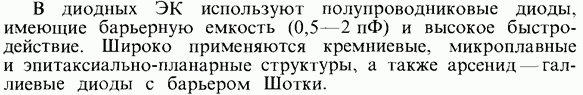 В диодных ЭК используют полупроводниковые диоды,
имеющие барьерную емкость (0,5—2 пФ) и высокое быстро-
действие. Широко применяются кремниевые, микроплавные
и эпитаксиально-планарные структуры, а также арсенид—гал-
лиевые диоды с барьером Шотки.